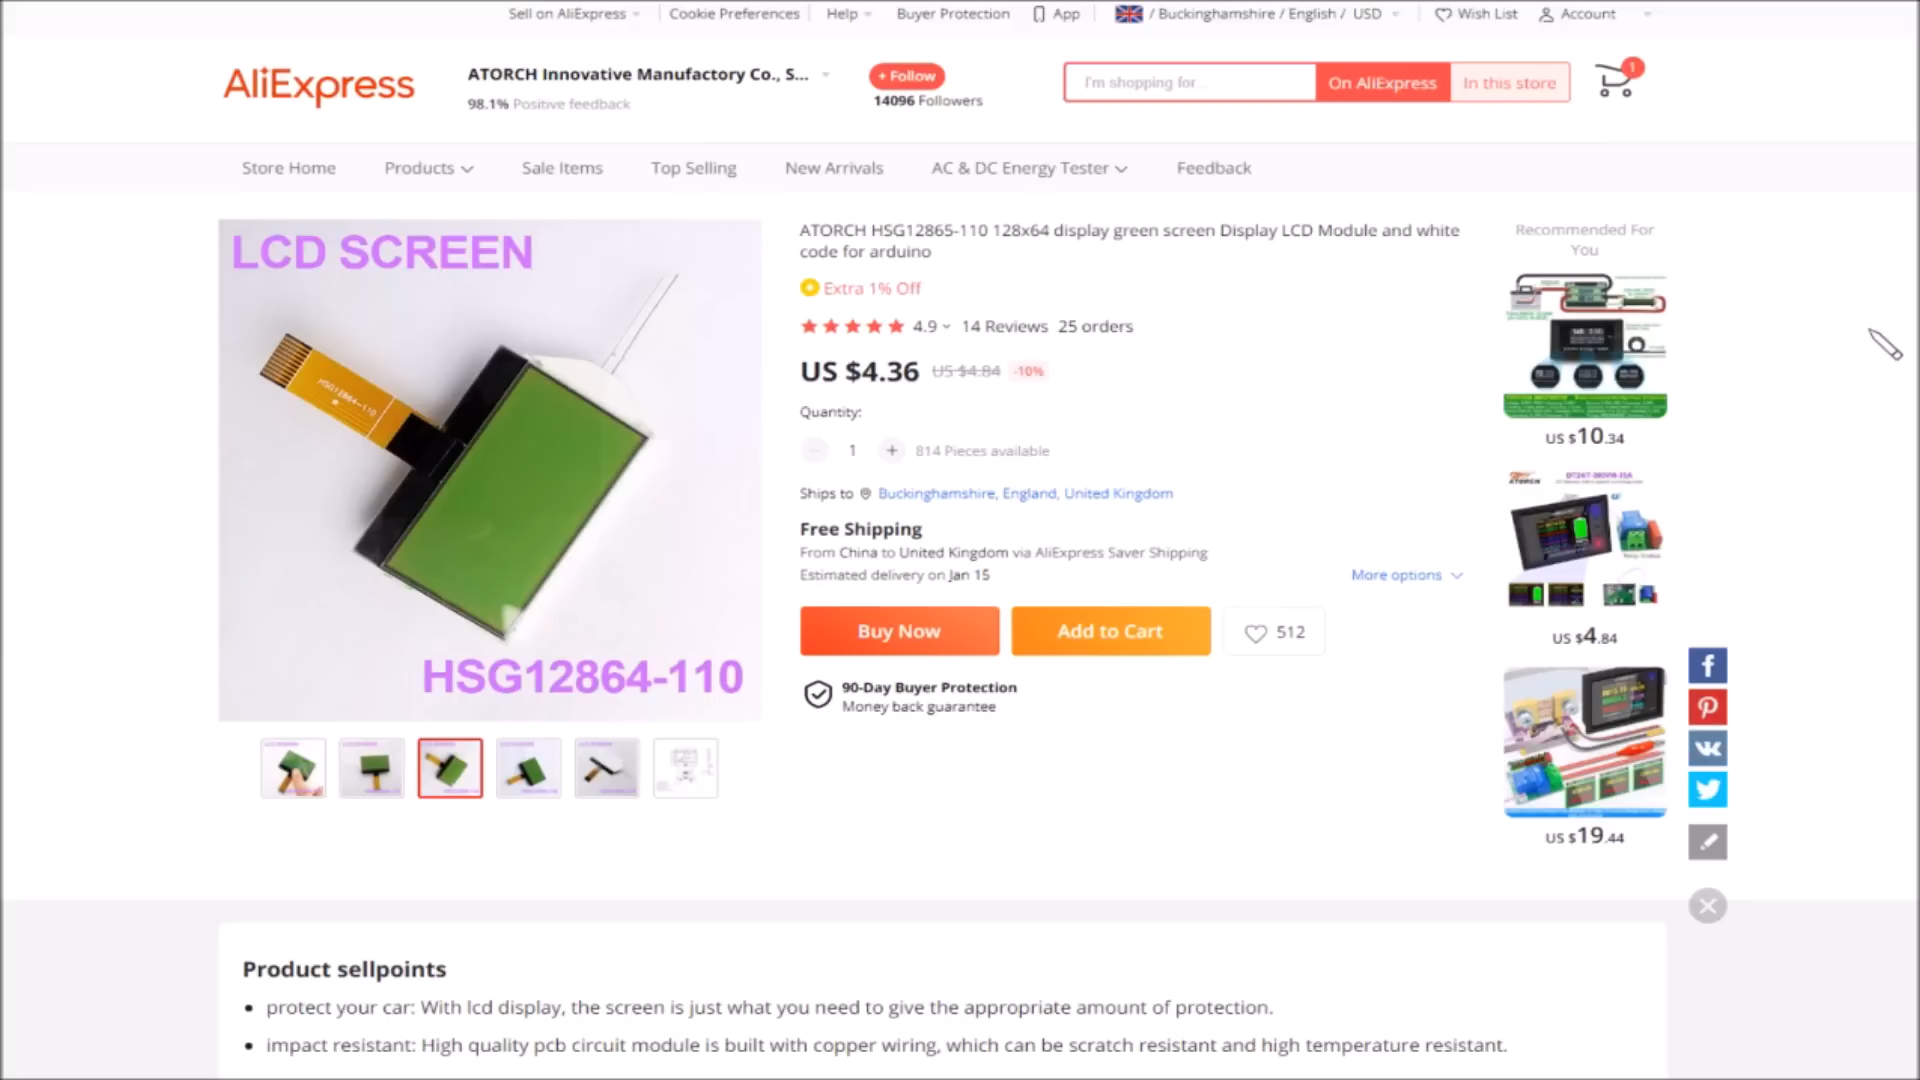 Sell on AliExpress
Cookie Preferences
Help
Buyer Protection
App
/ Buckinghamshire / English / USD
Wish List
Account
AliExpress
ATORCH Innovative Manufactory Co., S...
98.1% Positive feedback
+ Follow
14096 Followers
I'm shopping for
On AliExpress
In this store
1
Store Home
Products
Sale Items
Top Selling
New Arrivals
AC & DC Energy Tester
Feedback
LCD SCREEN
HSG12864-110
HSG12864-110
ATORCH HSG12865-110 128x64 display green screen Display LCD Module and white
code for arduino
Extra 1% Off
4.9 14 Reviews 25 orders
US $4.36 US $4.84 -10%
Quantity:
1
814 Pieces available
Ships to Buckinghamshire, England, United Kingdom
Free Shipping
From China to United Kingdom via AliExpress Saver Shipping
Estimated delivery on Jan 15
More options
Buy Now
Add to Cart
512
90-Day Buyer Protection
Money back guarantee
Recommended For
You
US $10.34
ATORCH
US $4.84
US $19.44
Product sellpoints
protect your car: With lcd display, the screen is just what you need to give the appropriate amount of protection.
impact resistant: High quality pcb circuit module is built with copper wiring, which can be scratch resistant and high temperature resistant.